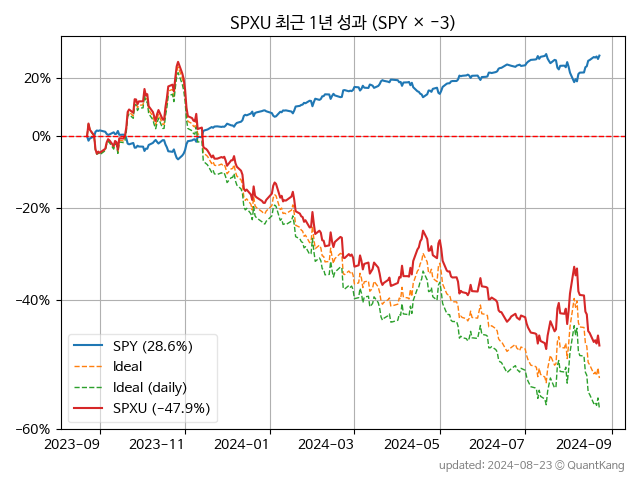 SPXU 최근 1년 성과 (SPY × −3)
20%
0%
−20%
−40%
−60%
SPY (28.6%)
Ideal
Ideal (daily)
SPXU (−47.9%)
2023-09 2023-11 2024-01 2024-03 2024-05 2024-07 2024-09
updated: 2024-08-23 © QuantKang